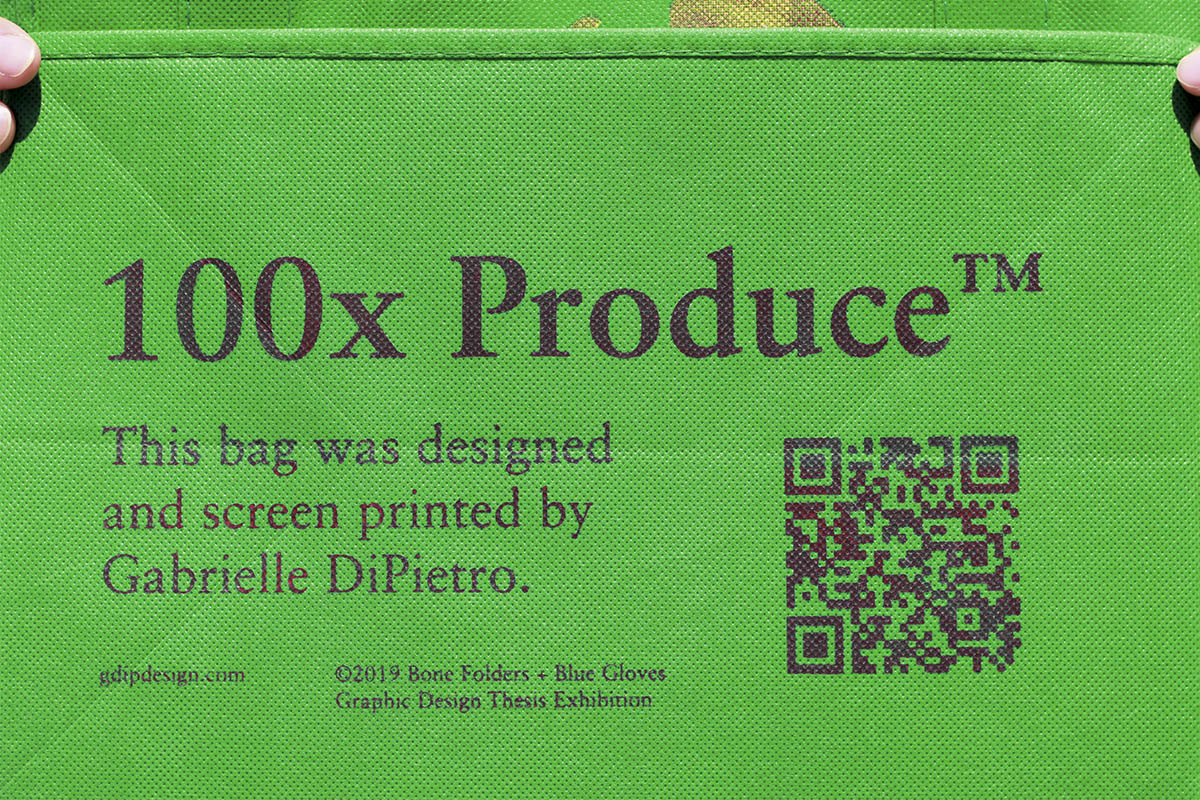 100x Produce™
This bag was designed
and screen printed by
Gabrielle DiPietro.
gdipdesign.com
©2019 Bone Folders + Blue Gloves
Graphic Design Thesis Exhibition